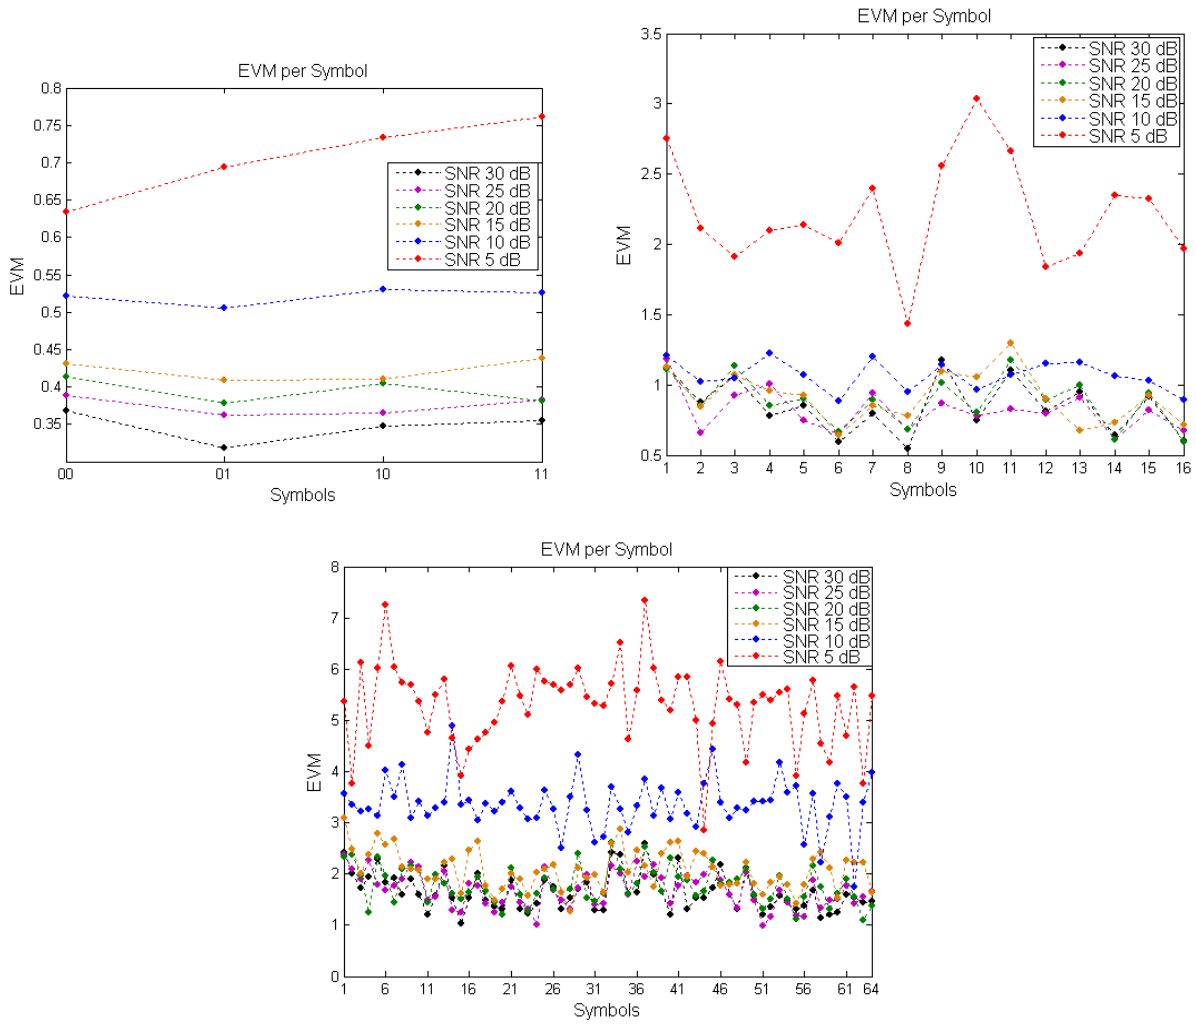 EVM per Symbol
0.8
0.75
0.7
0.65
0.6
0.55
0.5
0.45
0.4
0.35
EVM
00
01
10
11
Symbols
SNR 30 dB
SNR 25 dB
SNR 20 dB
SNR 15 dB
SNR 10 dB
SNR 5 dB
EVM per Symbol
3.5
3
2.5
2
1.5
1
0.5
EVM
1 2 3 4 5 6 7 8 9 10 11 12 13 14 15 16
Symbols
SNR 30 dB
SNR 25 dB
SNR 20 dB
SNR 15 dB
SNR 10 dB
SNR 5 dB
EVM per Symbol
8
7
6
5
4
3
2
1
0
EVM
1 6 11 16 21 26 31 36 41 46 51 56 61 64
Symbols
SNR 30 dB
SNR 25 dB
SNR 20 dB
SNR 15 dB
SNR 10 dB
SNR 5 dB